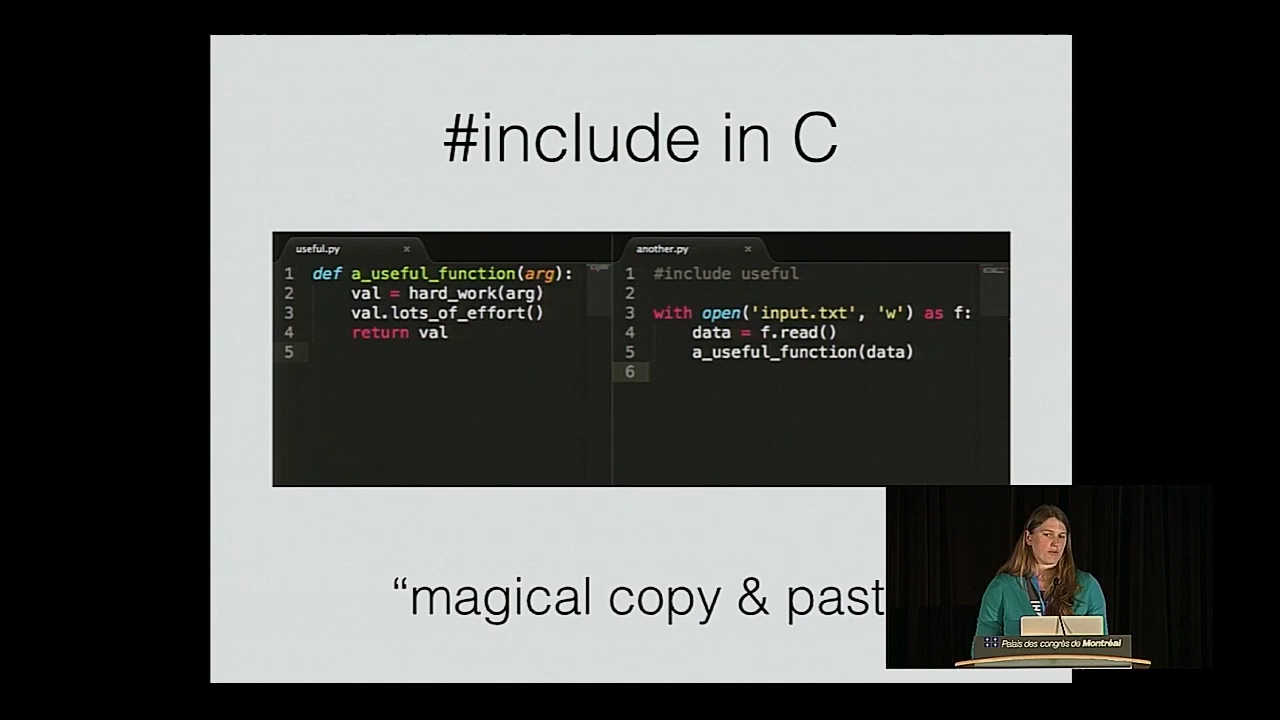 #include in C
useful.py ×
1 def a_useful_function(arg):
2 val = hard_work(arg)
3 val.lots_of_effort()
4 return val
5
another.py ×
1 #include useful
2
3 with open('input.txt', 'w') as f:
4 data = f.read()
5 a_useful_function(data)
6
“magical copy & past
Palais des congrès de Montréal